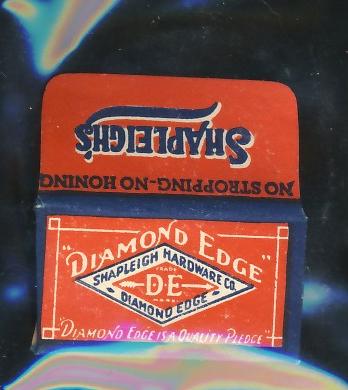 SHAPLEIGH'S
NO STROPPING-NO HONING
"DIAMOND EDGE"
SHAPLEIGH HARDWARE CO.
TRADE
D-E
MARK
DIAMOND EDGE
"DIAMOND EDGE IS A QUALITY PLEDGE"